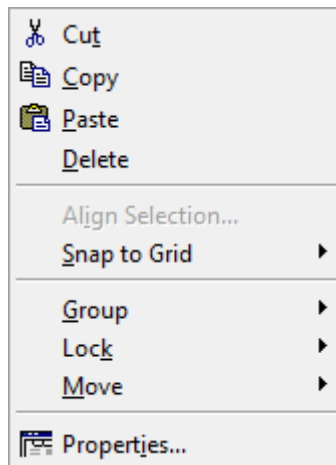 Cut
Copy
Paste
Delete
Align Selection...
Snap to Grid
Group
Lock
Move
Properties...